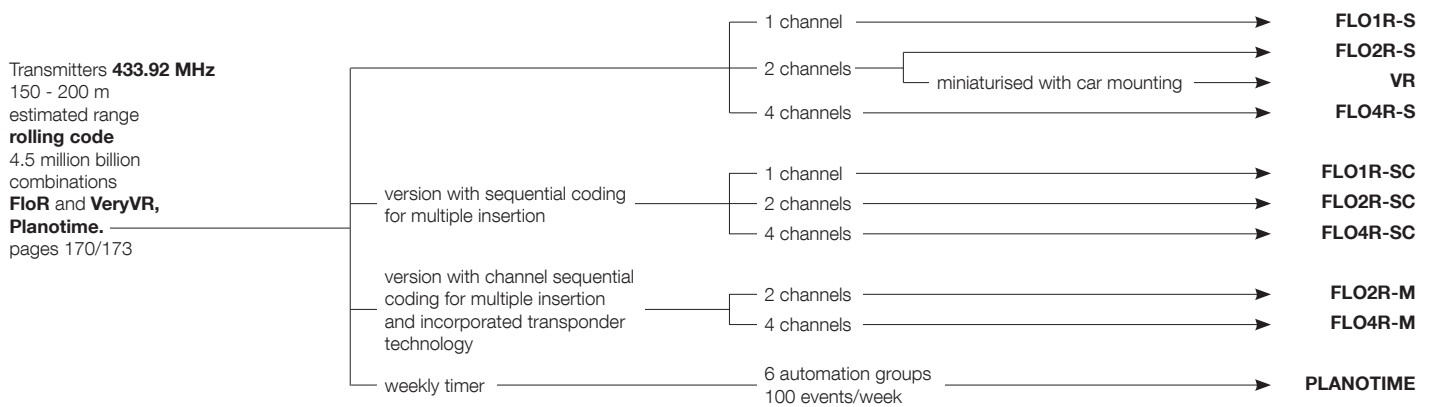 Transmitters 433.92 MHz
150 - 200 m
estimated range
rolling code
4.5 million billion
combinations
FloR and VeryVR,
Planotime.
pages 170/173
1 channel
FLO1R-S
2 channels
FLO2R-S
miniaturised with car mounting
VR
4 channels
FLO4R-S
version with sequential coding
for multiple insertion
1 channel
FLO1R-SC
2 channels
FLO2R-SC
4 channels
FLO4R-SC
version with channel sequential
coding for multiple insertion
and incorporated transponder
technology
2 channels
FLO2R-M
4 channels
FLO4R-M
weekly timer
6 automation groups
100 events/week
PLANOTIME